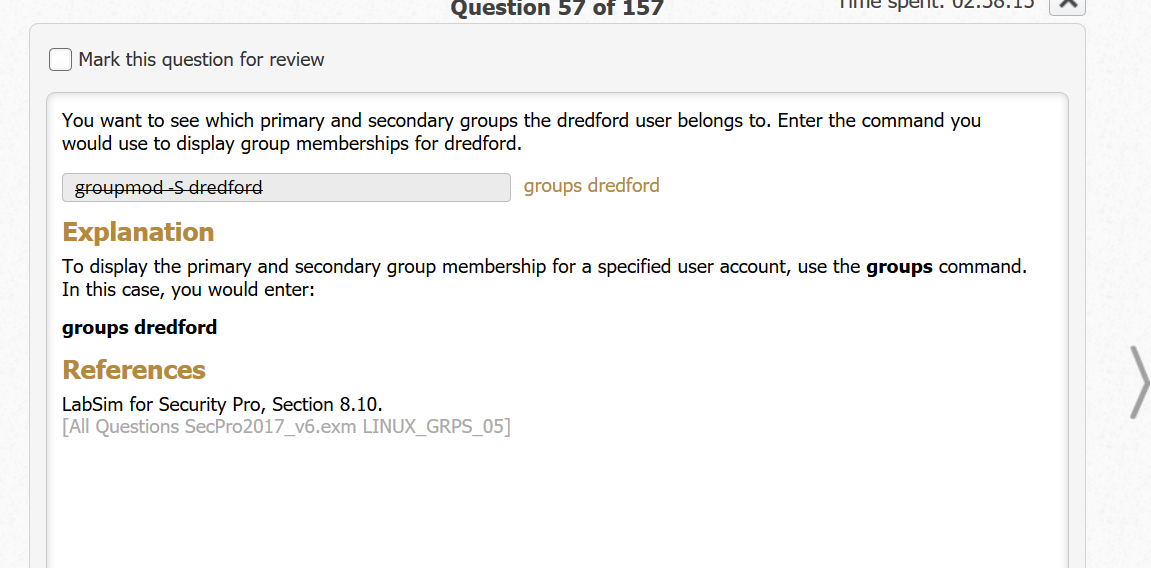 Question 57 of 157
Time spent: 02:38:15
Mark this question for review
You want to see which primary and secondary groups the dredford user belongs to. Enter the command you
would use to display group memberships for dredford.
groupmod -S dredford
groups dredford
Explanation
To display the primary and secondary group membership for a specified user account, use the groups command.
In this case, you would enter:
groups dredford
References
LabSim for Security Pro, Section 8.10.
[All Questions SecPro2017_v6.exm LINUX_GRPS_05]